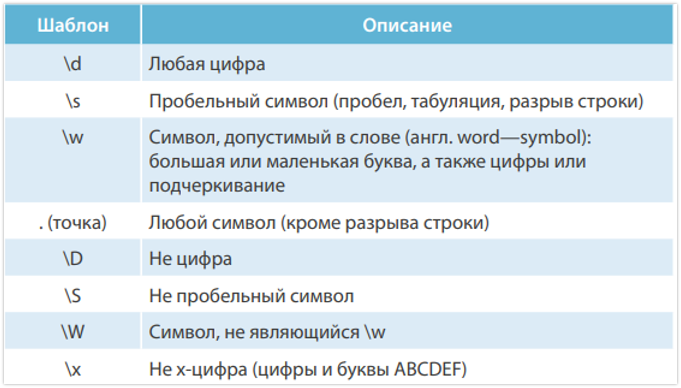 Шаблон Описание
\d Любая цифра
\s Пробельный символ (пробел, табуляция, разрыв строки)
\w Символ, допустимый в слове (англ. word—symbol):
большая или маленькая буква, а также цифры или
подчеркивание
. (точка) Любой символ (кроме разрыва строки)
\D Не цифра
\S Не пробельный символ
\W Символ, не являющийся \w
\x Не x-цифра (цифры и буквы ABCDEF)